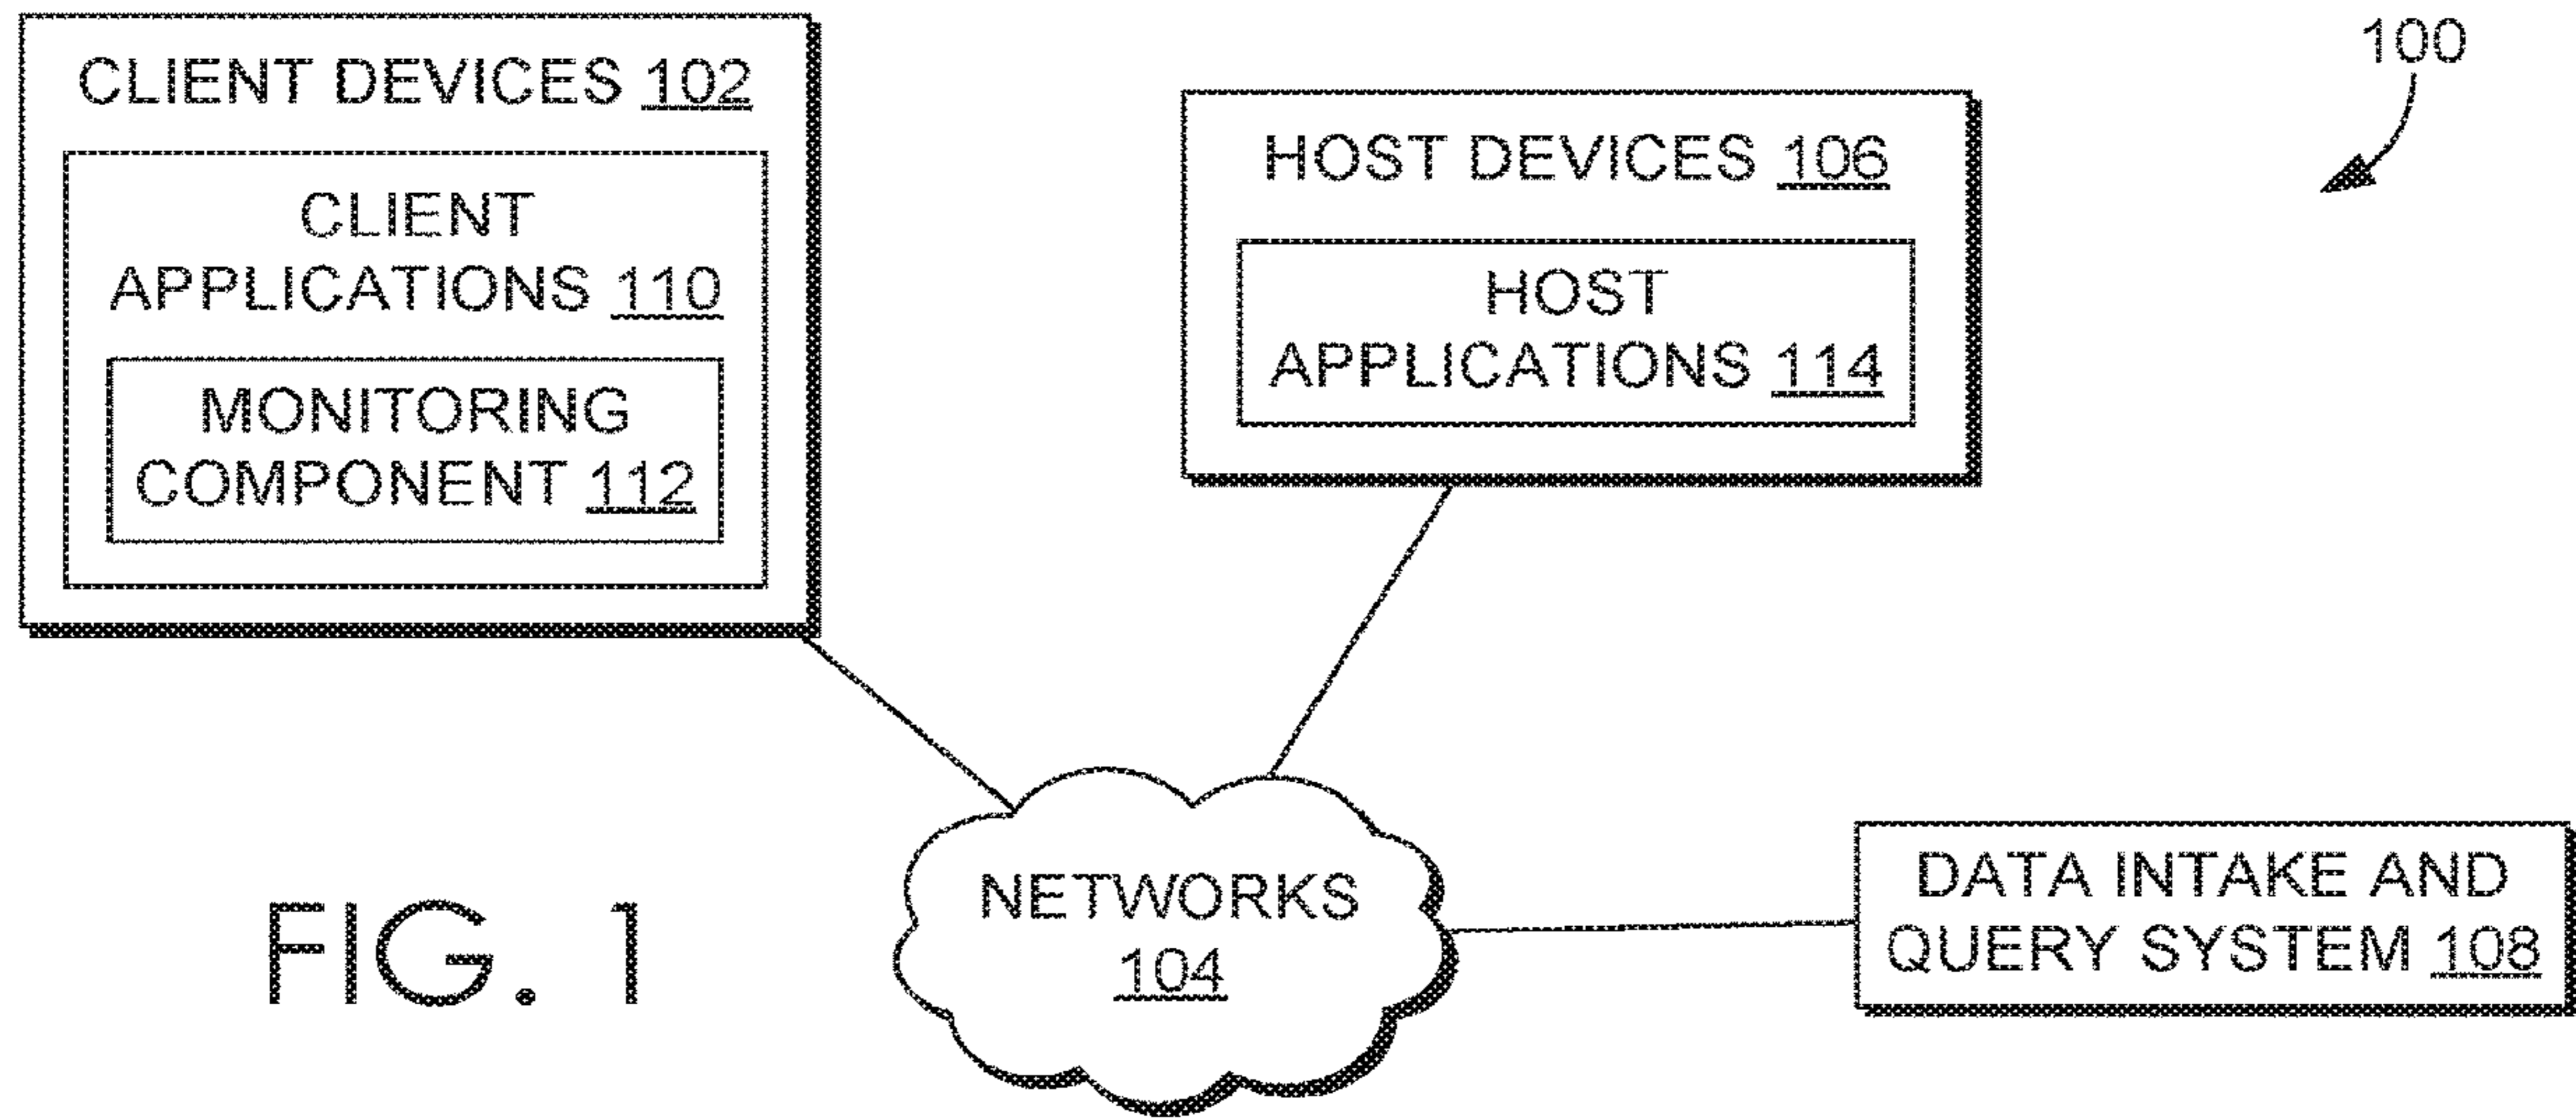 CLIENT DEVICES 102
CLIENT
APPLICATIONS 110
MONITORING
COMPONENT 112
HOST DEVICES 106
HOST
APPLICATIONS 114
100
NETWORKS
104
DATA INTAKE AND
QUERY SYSTEM 108
FIG. 1